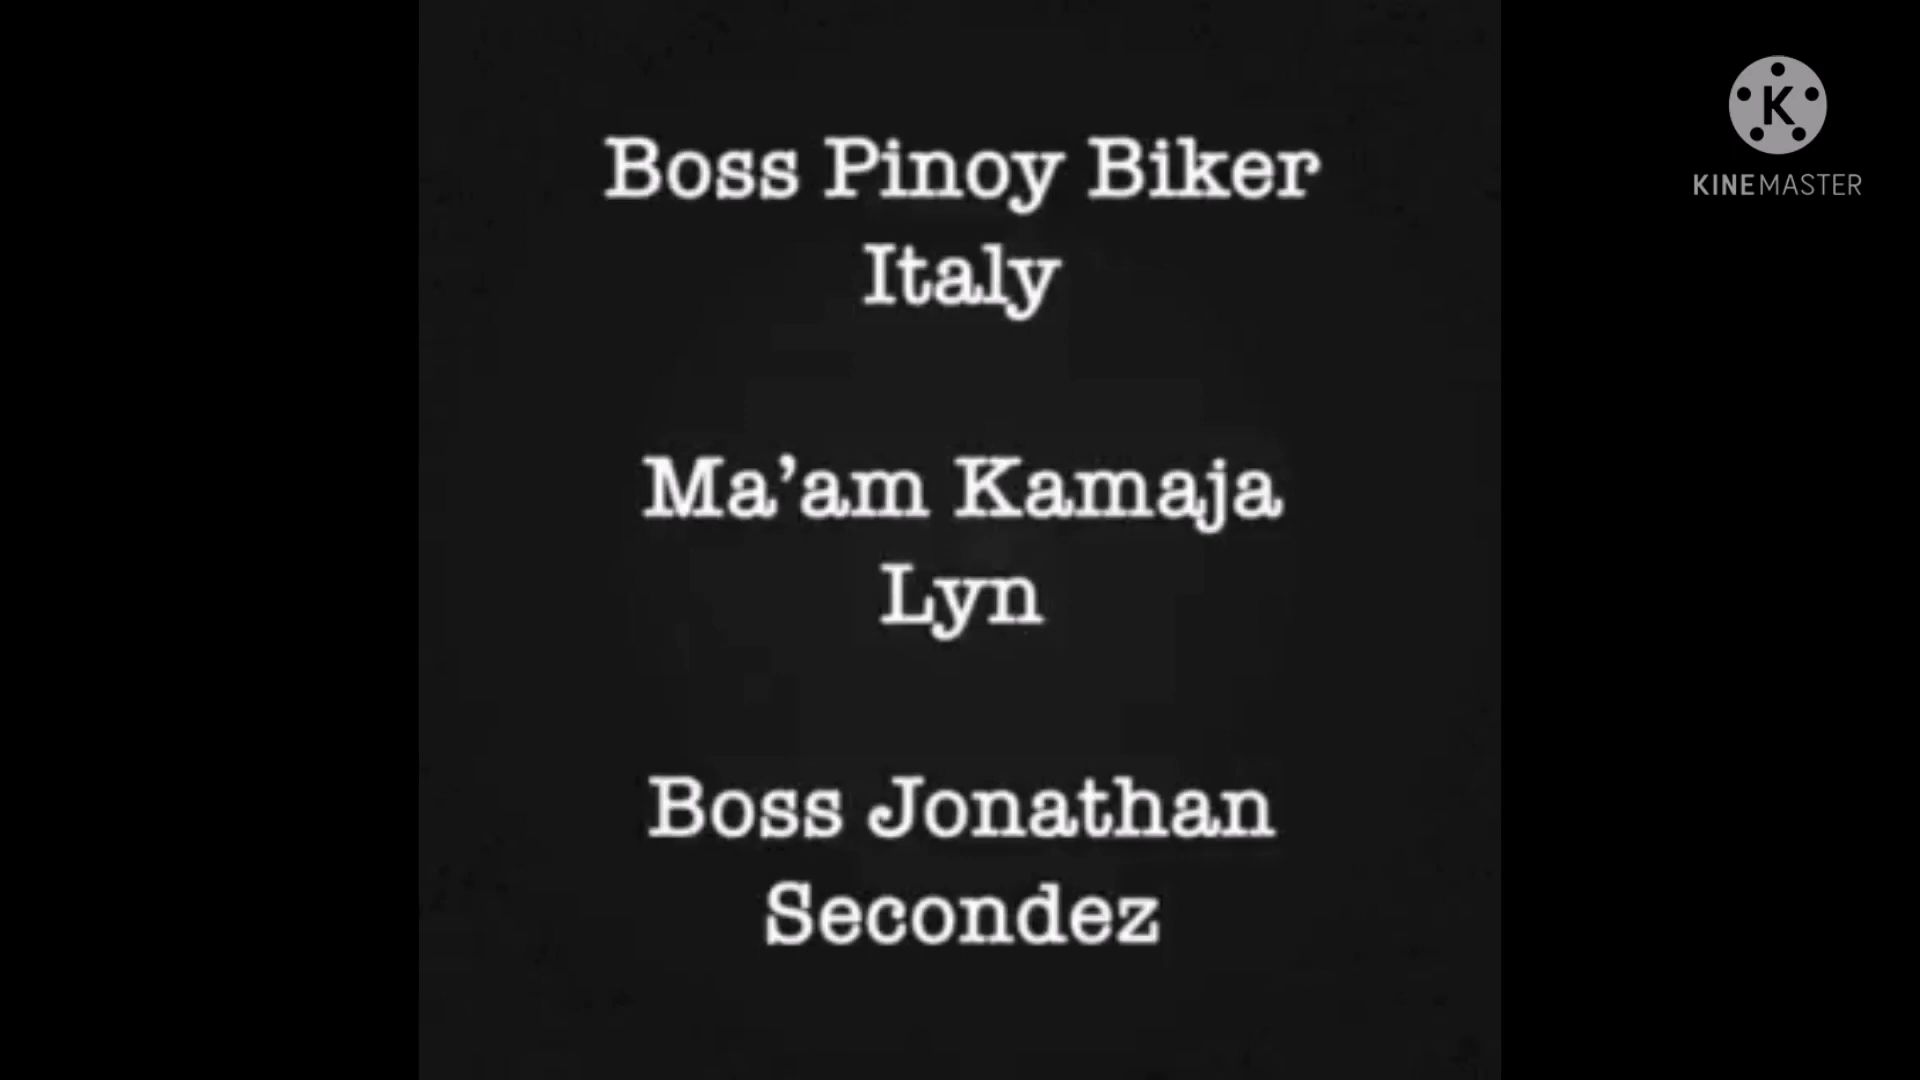 Boss Pinoy Biker
Italy
Ma’am Kamaja
Lyn
Boss Jonathan
Secondez
K
KINEMASTER